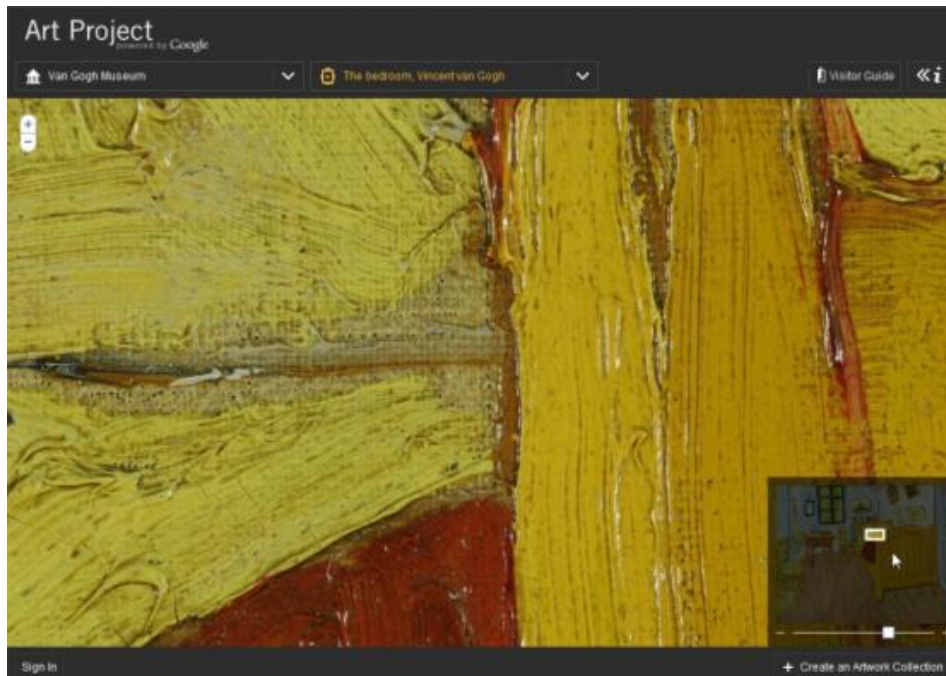 Art Project
powered by Google
Van Gogh Museum
The bedroom, Vincent van Gogh
Visitor Guide
« i
+
-
Sign In
+ Create an Artwork Collection